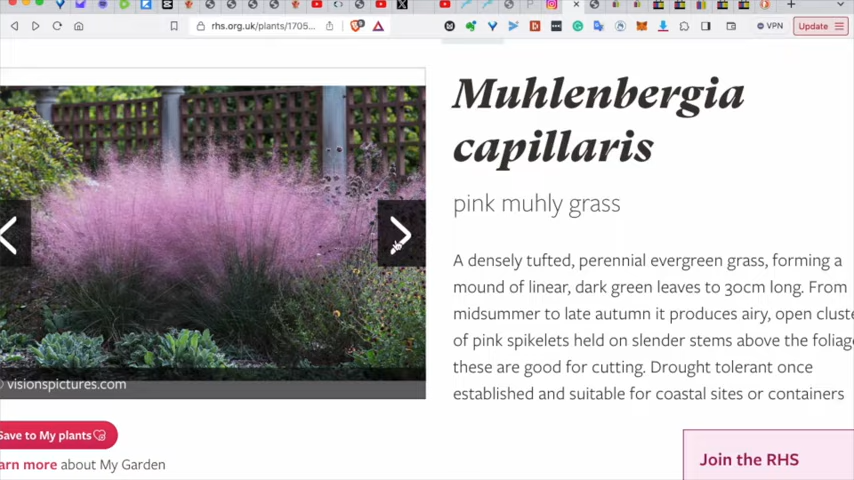 rhs.org.uk/plants/1705...
VPN
Update
Muhlenbergia
capillaris
pink muhly grass
A densely tufted, perennial evergreen grass, forming a
mound of linear, dark green leaves to 30cm long. From
midsummer to late autumn it produces airy, open cluste
of pink spikelets held on slender stems above the foliag
these are good for cutting. Drought tolerant once
established and suitable for coastal sites or containers
© visionspictures.com
Save to My plants
arn more about My Garden
Join the RHS